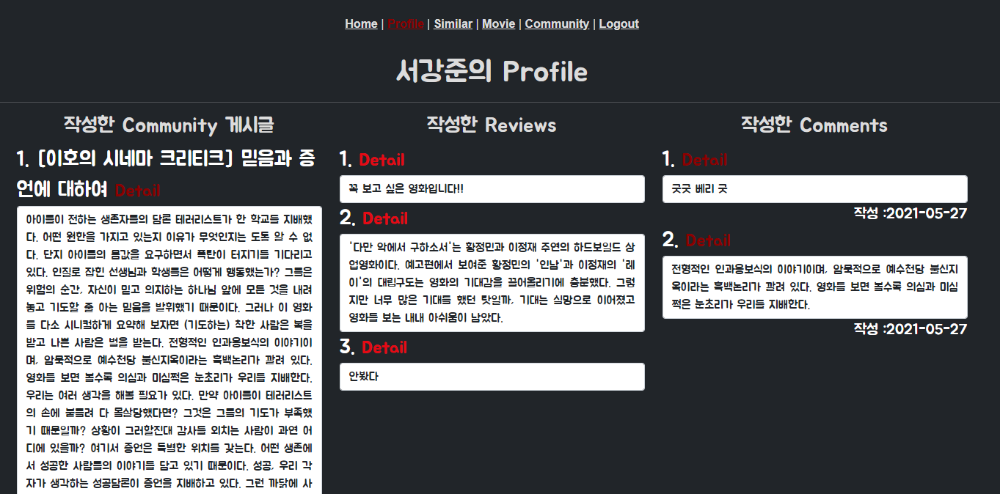 Home | Profile | Similar | Movie | Community | Logout
서강준의 Profile
작성한 Community 게시글
1. [이호의 시네마 크리티크] 믿음과 증
언에 대하여 Detail
아이들이 전하는 생존자들의 담론 테러리스트가 한 학교를 지배했
다. 어떤 원한을 가지고 있는지 이유가 무엇인지는 도통 알 수 없
다. 단지 아이들의 몸값을 요구하면서 폭탄이 터지기를 기다리고
있다. 인질로 잡힌 선생님과 학생들은 어떻게 행동했는가? 그들은
위험의 순간, 자신이 믿고 의지하는 하나님 앞에 모든 것을 내려
놓고 기도할 줄 아는 믿음을 발휘했기 때문이다. 그러나 이 영화
를 다소 시니컬하게 요약해 보자면 (기도하는) 착한 사람은 복을
받고 나쁜 사람은 벌을 받는다. 전형적인 인과응보식의 이야기이
며, 암묵적으로 예수천당 불신지옥이라는 흑백논리가 깔려 있다.
영화를 보면 볼수록 의심과 미심쩍은 눈초리가 우리를 지배한다.
우리는 여러 생각을 해볼 필요가 있다. 만약 아이들이 테러리스트
의 손에 붙들려 다 몰살당했다면? 그것은 그들의 기도가 부족했
기 때문일까? 상황이 그러할진대 감사를 외치는 사람이 과연 어
디에 있을까? 여기서 증언은 특별한 위치를 갖는다. 어떤 생존에
서 성공한 사람들의 이야기를 담고 있기 때문이다. 성공, 우리 각
자가 생각하는 성공담론이 증언을 지배하고 있다. 그런 까닭에 사
작성한 Reviews
1. Detail
꼭 보고 싶은 영화입니다!!
2. Detail
'다만 악에서 구하소서'는 황정민과 이정재 주연의 하드보일드 상
업영화이다. 예고편에서 보여준 황정민의 '인남'과 이정재의 '레
이'의 대립구도는 영화의 기대감을 끌어올리기에 충분했다. 그렇
지만 너무 많은 기대를 했던 탓일까, 기대는 실망으로 이어졌고
영화를 보는 내내 아쉬움이 남았다.
3. Detail
안봤다
작성한 Comments
1. Detail
굿굿 베리 굿
작성 :2021-05-27
2. Detail
전형적인 인과응보식의 이야기이며, 암묵적으로 예수천당 불신지
옥이라는 흑백논리가 깔려 있다. 영화를 보면 볼수록 의심과 미심
쩍은 눈초리가 우리를 지배한다.
작성 :2021-05-27